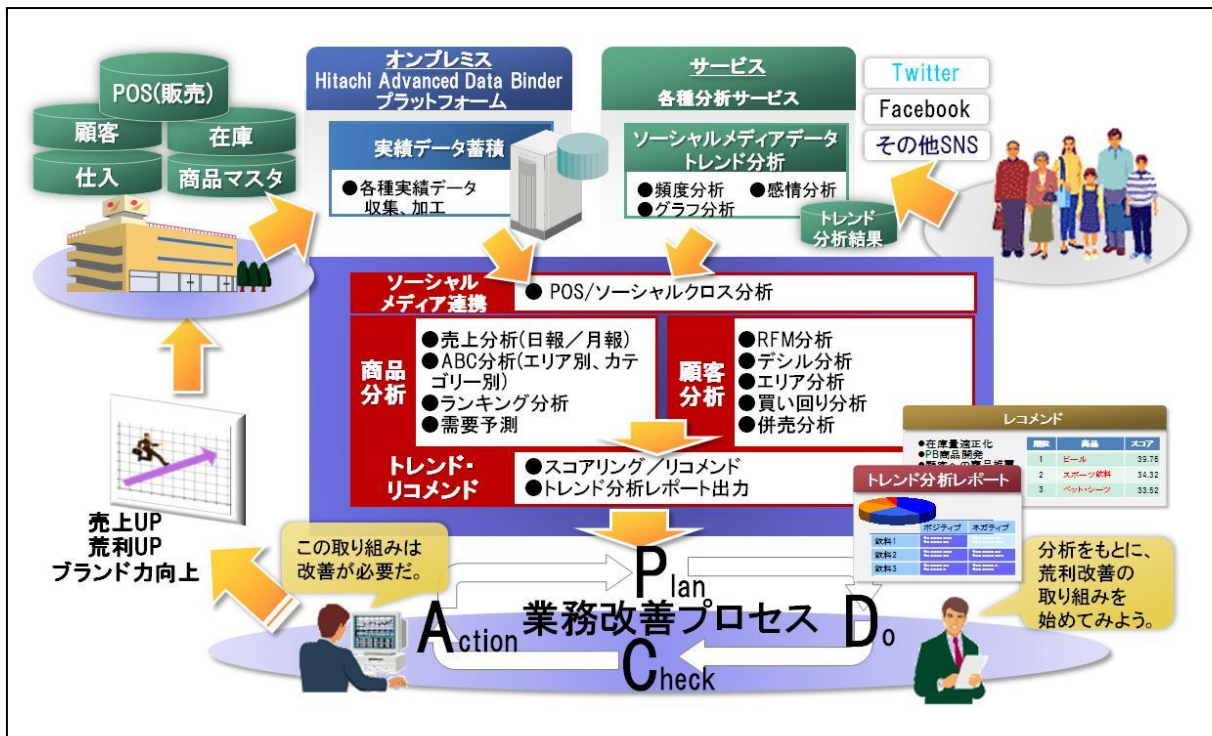 POS(販売)
顧客
在庫
仕入
商品マスタ
オンプレミス
Hitachi Advanced Data Binder
プラットフォーム
実績データ蓄積
●各種実績データ
収集、加工
サービス
各種分析サービス
ソーシャルメディアデータ
トレンド分析
●頻度分析 ●感情分析
●グラフ分析
トレンド
分析結果
Twitter
Facebook
その他SNS
ソーシャル
メディア連携
● POS/ソーシャルクロス分析
商品
分析
●売上分析(日報／月報)
●ABC分析(エリア別、カテ
ゴリー別)
●ランキング分析
●需要予測
顧客
分析
●RFM分析
●デシル分析
●エリア分析
●買い回り分析
●併売分析
トレンド・
リコメンド
●スコアリング／リコメンド
●トレンド分析レポート出力
レコメンド
●在庫量適正化
●PB商品開発
商品 スコア
1 ビール 39.76
2 スポーツ飲料 34.32
3 ペット・シーツ 33.52
トレンド分析レポート
ポジティブ ネガティブ
飲料1
飲料2
飲料3
売上UP
荒利UP
ブランド力向上
この取り組みは
改善が必要だ。
分析をもとに、
荒利改善の
取り組みを
始めてみよう。
Plan
業務改善プロセス
Action
Do
Check